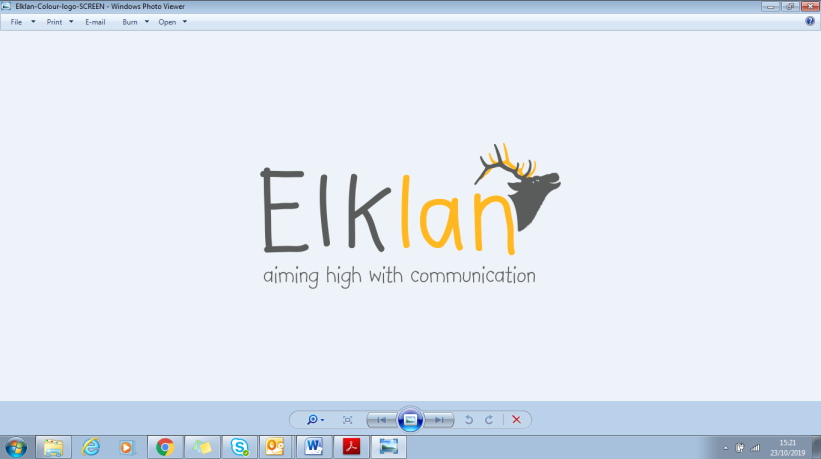 Elklan-Colour-logo-SCREEN - Windows Photo Viewer
File Print E-mail Burn Open
Elklan
aiming high with communication
15:21
23/10/2019